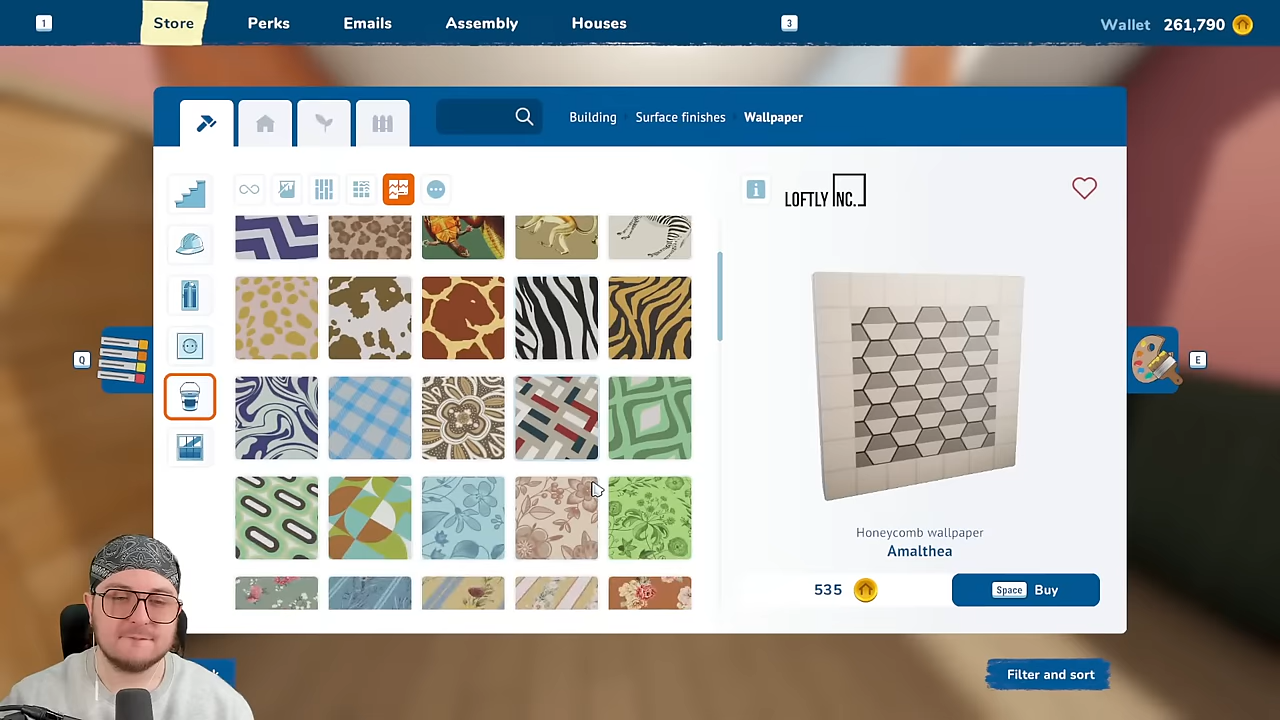 1
Store
Perks
Emails
Assembly
Houses
3
Wallet 261,790
Building Surface finishes Wallpaper
LOFTLY INC.
Q
E
Honeycomb wallpaper
Amalthea
535
Space Buy
Filter and sort